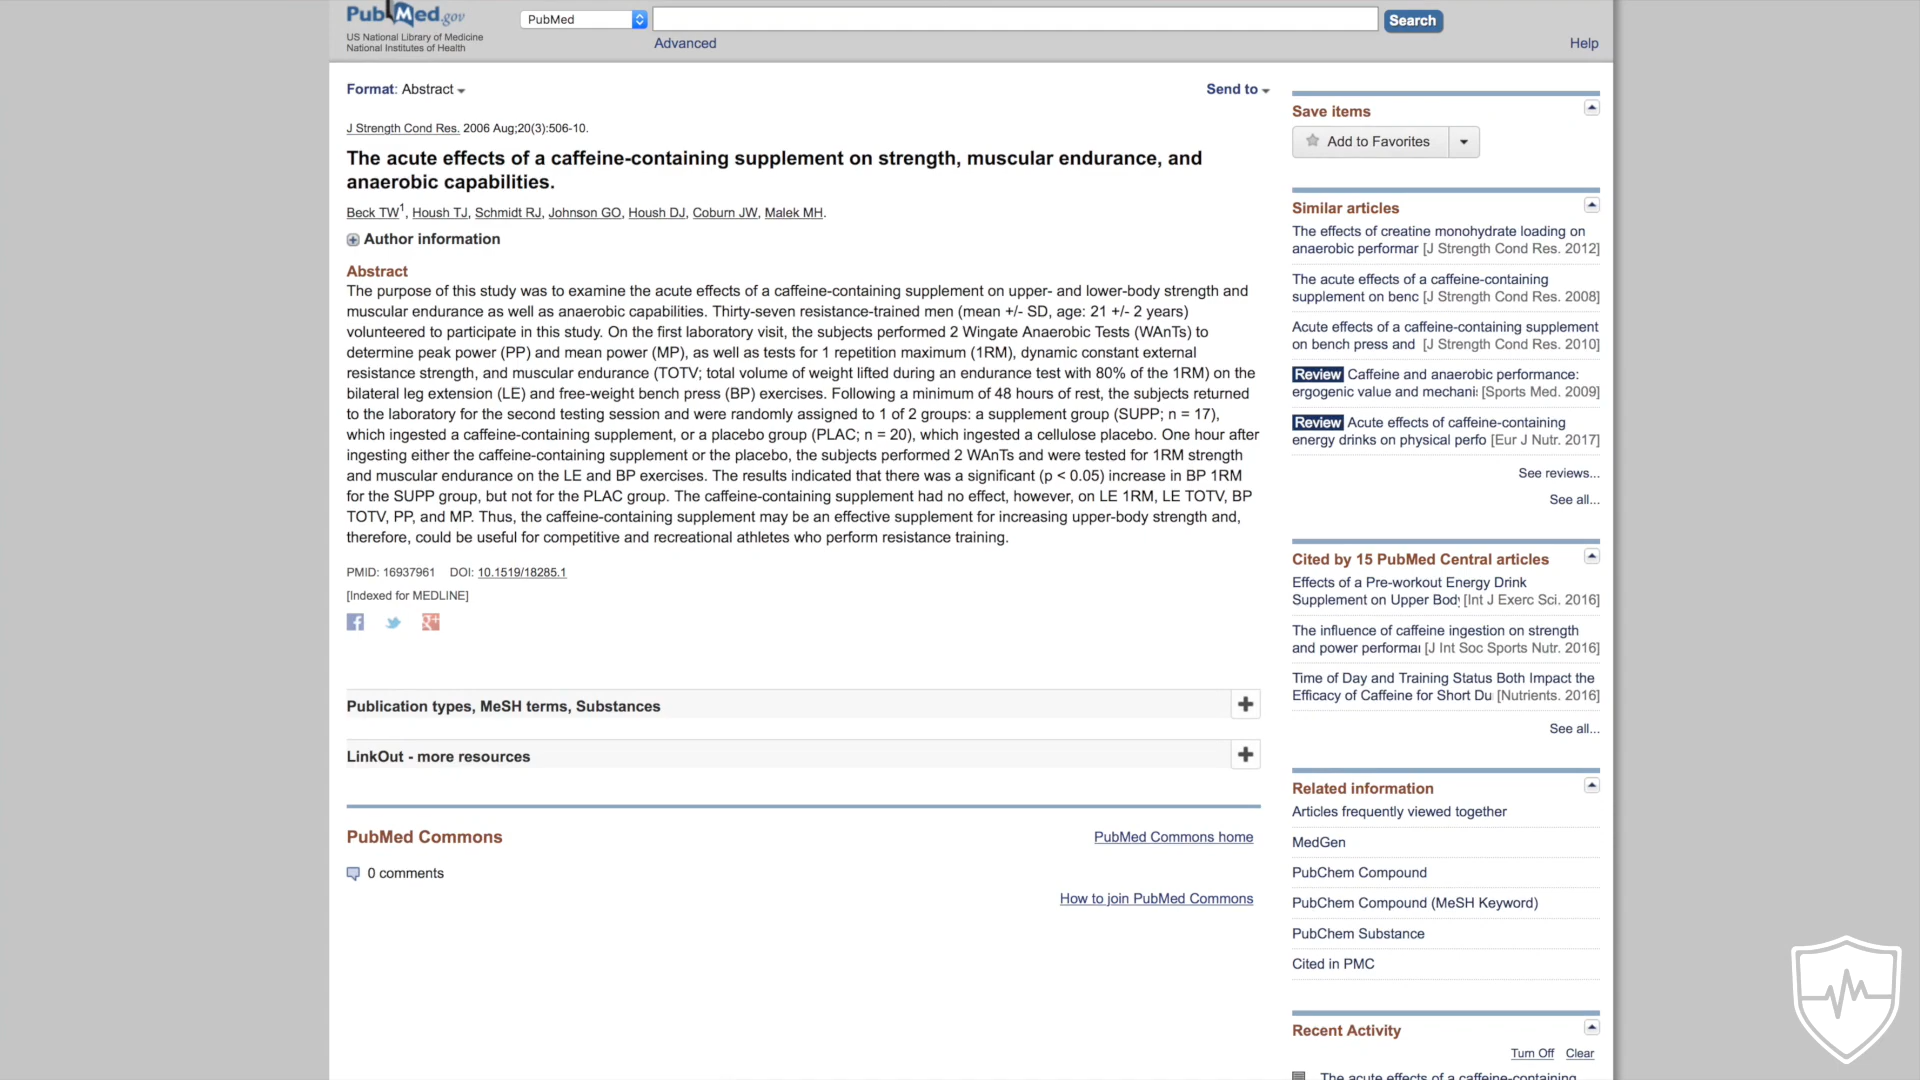 PubMed.gov
US National Library of Medicine
National Institutes of Health
PubMed
Search
Advanced
Help
Format: Abstract
Send to
J Strength Cond Res. 2006 Aug;20(3):506-10.
The acute effects of a caffeine-containing supplement on strength, muscular endurance, and
anaerobic capabilities.
Beck TW1, Housh TJ, Schmidt RJ, Johnson GO, Housh DJ, Coburn JW, Malek MH.
Author information
Abstract
The purpose of this study was to examine the acute effects of a caffeine-containing supplement on upper- and lower-body strength and
muscular endurance as well as anaerobic capabilities. Thirty-seven resistance-trained men (mean +/- SD, age: 21 +/- 2 years)
volunteered to participate in this study. On the first laboratory visit, the subjects performed 2 Wingate Anaerobic Tests (WAnTs) to
determine peak power (PP) and mean power (MP), as well as tests for 1 repetition maximum (1RM), dynamic constant external
resistance strength, and muscular endurance (TOTV; total volume of weight lifted during an endurance test with 80% of the 1RM) on the
bilateral leg extension (LE) and free-weight bench press (BP) exercises. Following a minimum of 48 hours of rest, the subjects returned
to the laboratory for the second testing session and were randomly assigned to 1 of 2 groups: a supplement group (SUPP; n = 17),
which ingested a caffeine-containing supplement, or a placebo group (PLAC; n = 20), which ingested a cellulose placebo. One hour after
ingesting either the caffeine-containing supplement or the placebo, the subjects performed 2 WAnTs and were tested for 1RM strength
and muscular endurance on the LE and BP exercises. The results indicated that there was a significant (p < 0.05) increase in BP 1RM
for the SUPP group, but not for the PLAC group. The caffeine-containing supplement had no effect, however, on LE 1RM, LE TOTV, BP
TOTV, PP, and MP. Thus, the caffeine-containing supplement may be an effective supplement for increasing upper-body strength and,
therefore, could be useful for competitive and recreational athletes who perform resistance training.
PMID: 16937961 DOI: 10.1519/18285.1
[Indexed for MEDLINE]
Publication types, MeSH terms, Substances
LinkOut - more resources
PubMed Commons
PubMed Commons home
0 comments
How to join PubMed Commons
Save items
Add to Favorites
Similar articles
The effects of creatine monohydrate loading on
anaerobic performar [J Strength Cond Res. 2012]
The acute effects of a caffeine-containing
supplement on benc [J Strength Cond Res. 2008]
Acute effects of a caffeine-containing supplement
on bench press and [J Strength Cond Res. 2010]
Review Caffeine and anaerobic performance:
ergogenic value and mechani: [Sports Med. 2009]
Review Acute effects of caffeine-containing
energy drinks on physical perfo [Eur J Nutr. 2017]
See reviews...
See all...
Cited by 15 PubMed Central articles
Effects of a Pre-workout Energy Drink
Supplement on Upper Body [Int J Exerc Sci. 2016]
The influence of caffeine ingestion on strength
and power performal [J Int Soc Sports Nutr. 2016]
Time of Day and Training Status Both Impact the
Efficacy of Caffeine for Short Du [Nutrients. 2016]
See all...
Related information
Articles frequently viewed together
MedGen
PubChem Compound
PubChem Compound (MeSH Keyword)
PubChem Substance
Cited in PMC
Recent Activity
Turn Off Clear
The acute effects of a caffeine-containing